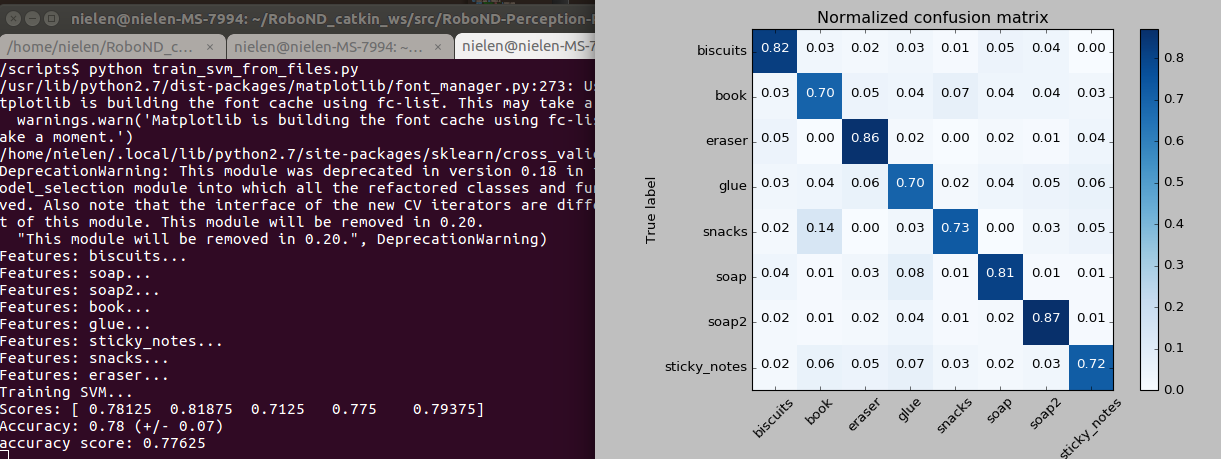 nielen@nielen-MS-7994: ~/RoboND_catkin_ws/src/RoboND-Perception-P
/home/nielen/RoboND_c... ×
nielen@nielen-MS-7994: ~... ×
nielen@nielen-MS-7
/scripts$ python train_svm_from_files.py
/usr/lib/python2.7/dist-packages/matplotlib/font_manager.py:273: Us
tplotlib is building the font cache using fc-list. This may take a
warnings.warn('Matplotlib is building the font cache using fc-lis
ake a moment.')
/home/nielen/.local/lib/python2.7/site-packages/sklearn/cross_valid
DeprecationWarning: This module was deprecated in version 0.18 in t
odel_selection module into which all the refactored classes and fun
ved. Also note that the interface of the new CV iterators are diffe
t of this module. This module will be removed in 0.20.
"This module will be removed in 0.20.", DeprecationWarning)
Features: biscuits...
Features: soap...
Features: soap2...
Features: book...
Features: glue...
Features: sticky_notes...
Features: snacks...
Features: eraser...
Training SVM...
Scores: [ 0.78125 0.81875 0.7125 0.775 0.79375]
Accuracy: 0.78 (+/- 0.07)
accuracy score: 0.77625
Normalized confusion matrix
True label
biscuits 0.82 0.03 0.02 0.03 0.01 0.05 0.04 0.00
book 0.03 0.70 0.05 0.04 0.07 0.04 0.04 0.03
eraser 0.05 0.00 0.86 0.02 0.00 0.02 0.01 0.04
glue 0.03 0.04 0.06 0.70 0.02 0.04 0.05 0.06
snacks 0.02 0.14 0.00 0.03 0.73 0.00 0.03 0.05
soap 0.04 0.01 0.03 0.08 0.01 0.81 0.01 0.01
soap2 0.02 0.01 0.02 0.04 0.01 0.02 0.87 0.01
sticky_notes 0.02 0.06 0.05 0.07 0.03 0.02 0.03 0.72
biscuits book eraser glue snacks soap soap2 sticky_notes
0.8
0.7
0.6
0.5
0.4
0.3
0.2
0.1
0.0